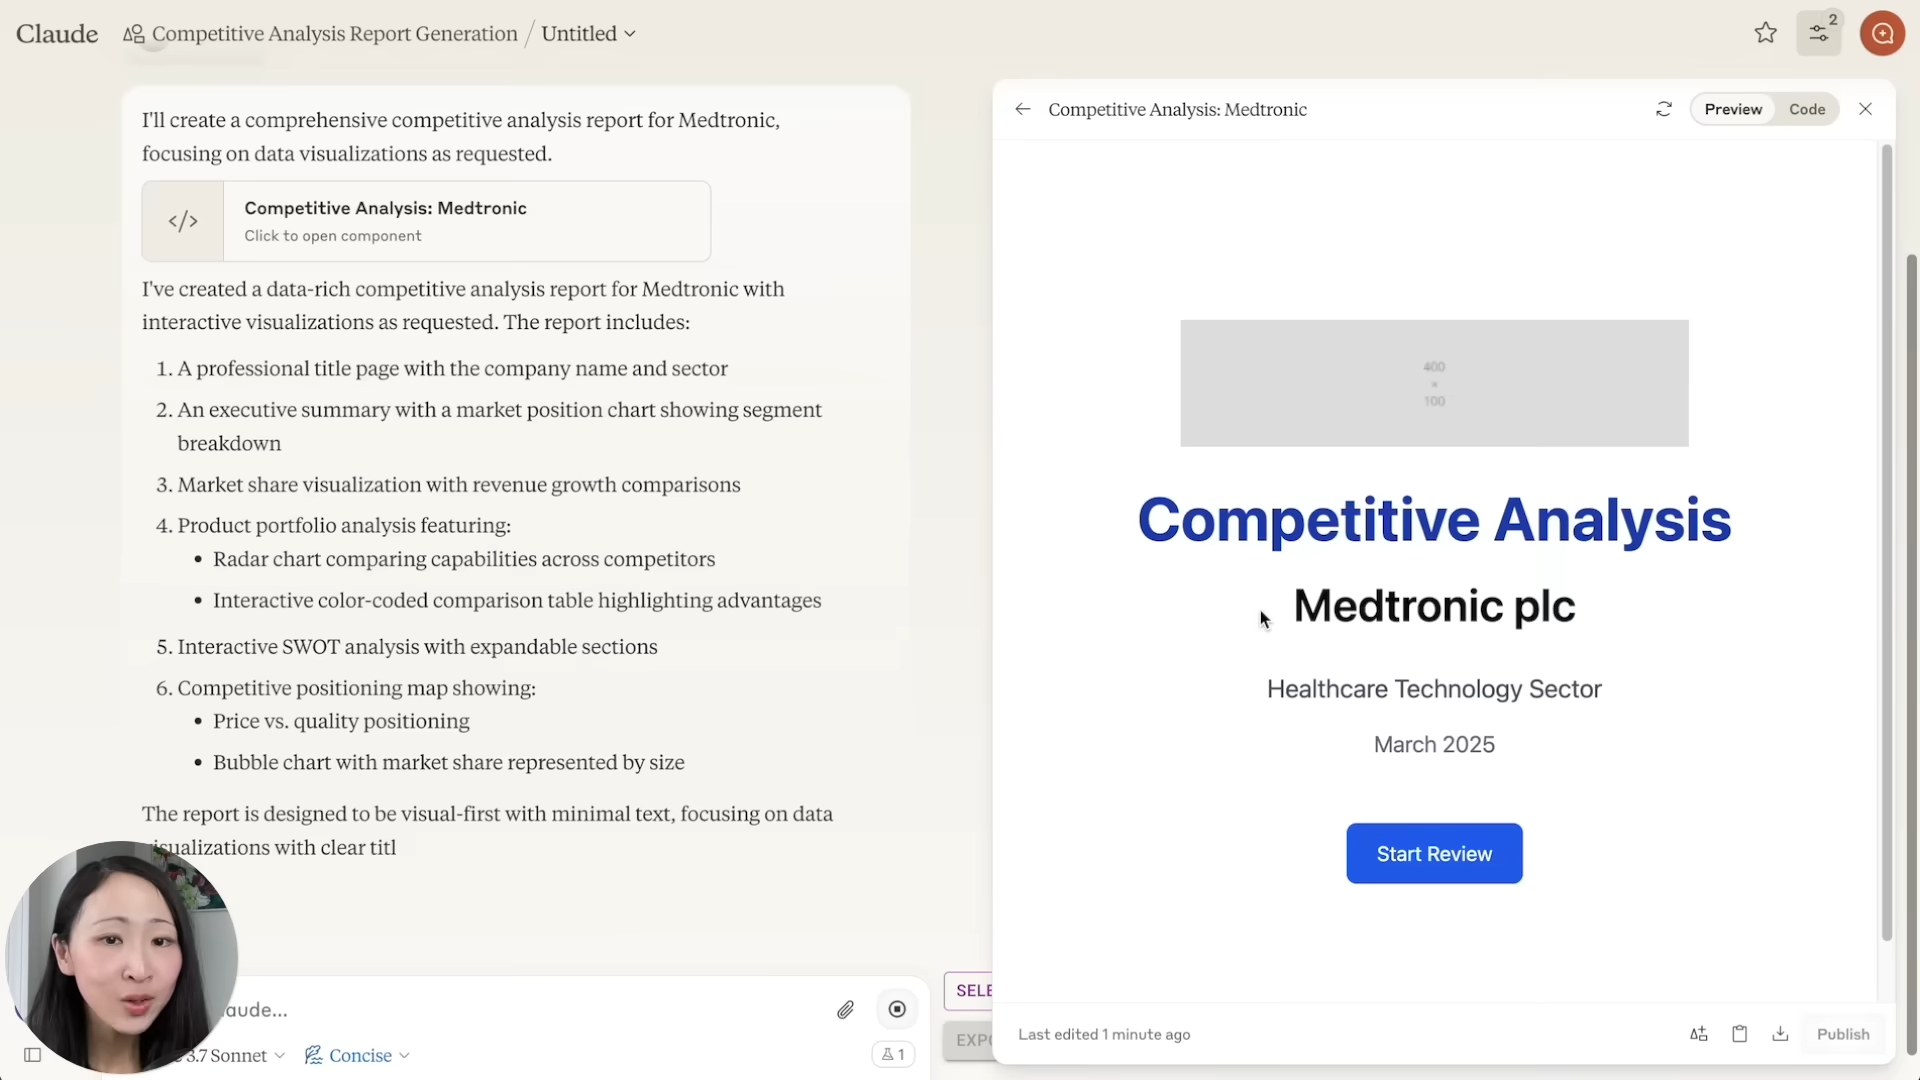 Claude
Competitive Analysis Report Generation / Untitled
2
I'll create a comprehensive competitive analysis report for Medtronic,
focusing on data visualizations as requested.
</>
Competitive Analysis: Medtronic
Click to open component
I've created a data-rich competitive analysis report for Medtronic with
interactive visualizations as requested. The report includes:
1. A professional title page with the company name and sector
2. An executive summary with a market position chart showing segment
breakdown
3. Market share visualization with revenue growth comparisons
4. Product portfolio analysis featuring:
• Radar chart comparing capabilities across competitors
• Interactive color-coded comparison table highlighting advantages
5. Interactive SWOT analysis with expandable sections
6. Competitive positioning map showing:
• Price vs. quality positioning
• Bubble chart with market share represented by size
The report is designed to be visual-first with minimal text, focusing on data
isualizations with clear titl
aude...
3.7 Sonnet
Concise
1
SELE
EXPO
Competitive Analysis: Medtronic
Preview
Code
400
×
100
Competitive Analysis
Medtronic plc
Healthcare Technology Sector
March 2025
Start Review
Last edited 1 minute ago
Publish